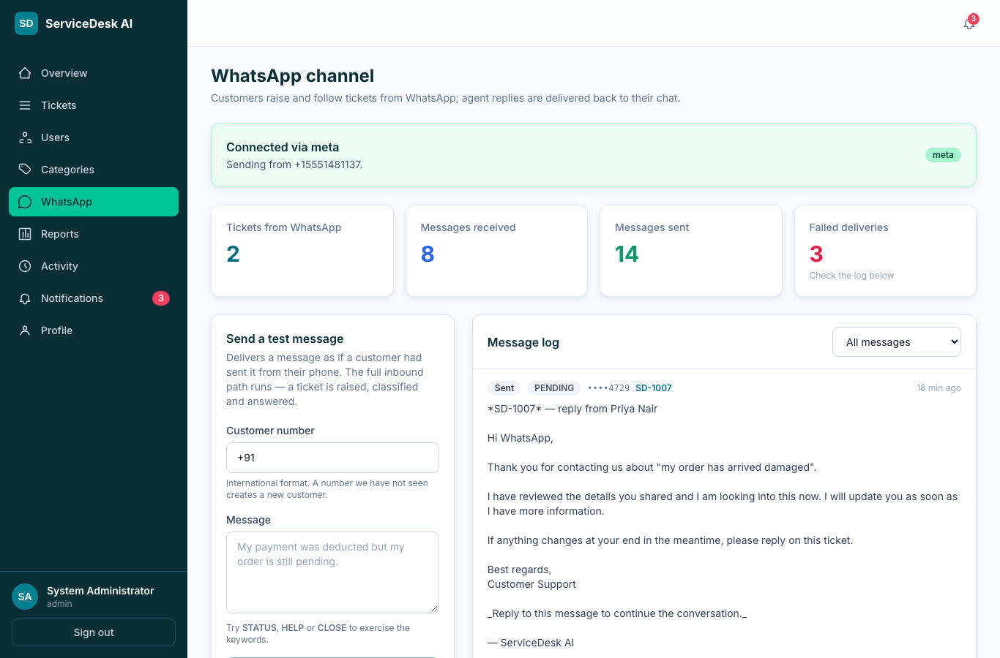 SD ServiceDesk AI
3
Overview
Tickets
Users
Categories
WhatsApp
Reports
Activity
Notifications 3
Profile
SA System Administrator
admin
Sign out
WhatsApp channel
Customers raise and follow tickets from WhatsApp; agent replies are delivered back to their chat.
Connected via meta
Sending from +15551481137.
meta
Tickets from WhatsApp
2
Messages received
8
Messages sent
14
Failed deliveries
3
Check the log below
Send a test message
Delivers a message as if a customer had
sent it from their phone. The full inbound
path runs — a ticket is raised, classified
and answered.
Customer number
+91
International format. A number we have not seen
creates a new customer.
Message
My payment was deducted but my
order is still pending.
Try STATUS, HELP or CLOSE to exercise the
keywords.
Message log
All messages
Sent PENDING ••••4729 SD-1007 18 min ago
*SD-1007* — reply from Priya Nair
Hi WhatsApp,
Thank you for contacting us about "my order has arrived damaged".
I have reviewed the details you shared and I am looking into this now. I will update you as soon as
I have more information.
If anything changes at your end in the meantime, please reply on this ticket.
Best regards,
Customer Support
_Reply to this message to continue the conversation._
— ServiceDesk AI